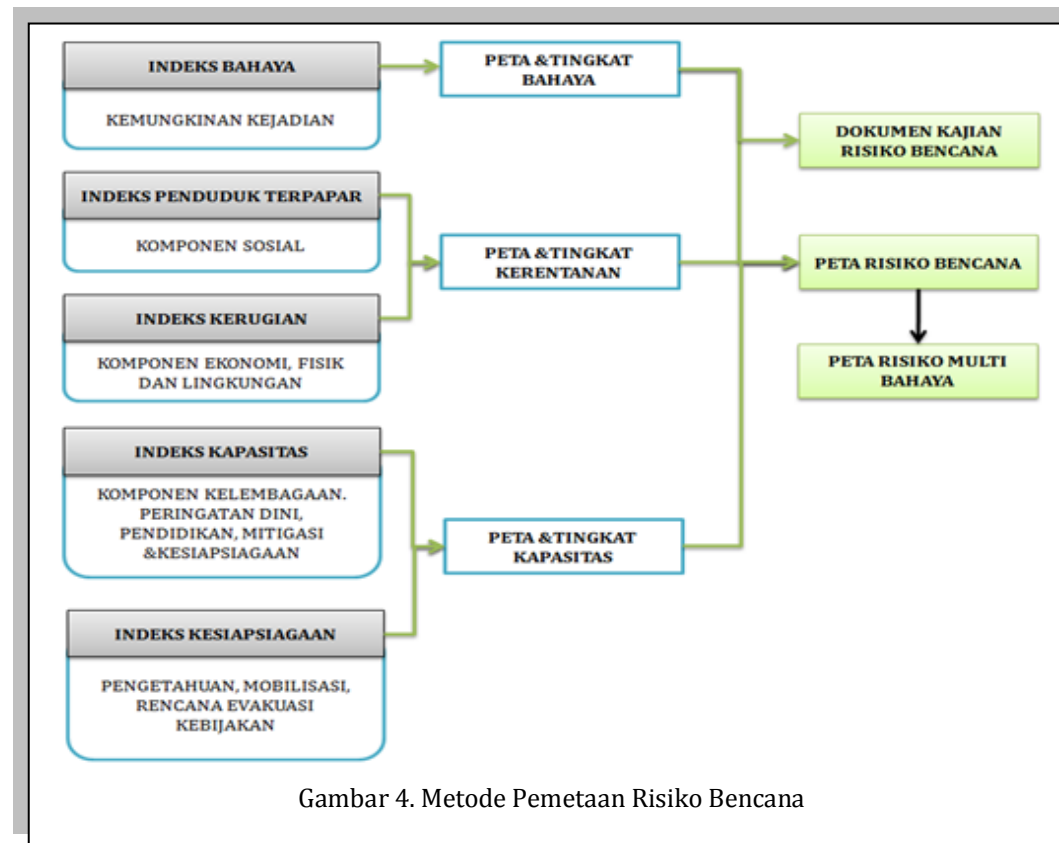 INDEKS BAHAYA
KEMUNGKINAN KEJADIAN
INDEKS PENDUDUK TERPAPAR
KOMPONEN SOSIAL
INDEKS KERUGIAN
KOMPONEN EKONOMI, FISIK
DAN LINGKUNGAN
INDEKS KAPASITAS
KOMPONEN KELEMBAGAAN.
PERINGATAN DINI,
PENDIDIKAN, MITIGASI
&KESIAPSIAGAAN
INDEKS KESIAPSIAGAAN
PENGETAHUAN, MOBILISASI,
RENCANA EVAKUASI
KEBIJAKAN
PETA &TINGKAT
BAHAYA
PETA &TINGKAT
KERENTANAN
PETA &TINGKAT
KAPASITAS
DOKUMEN KAJIAN
RISIKO BENCANA
PETA RISIKO BENCANA
PETA RISIKO MULTI
BAHAYA
Gambar 4. Metode Pemetaan Risiko Bencana